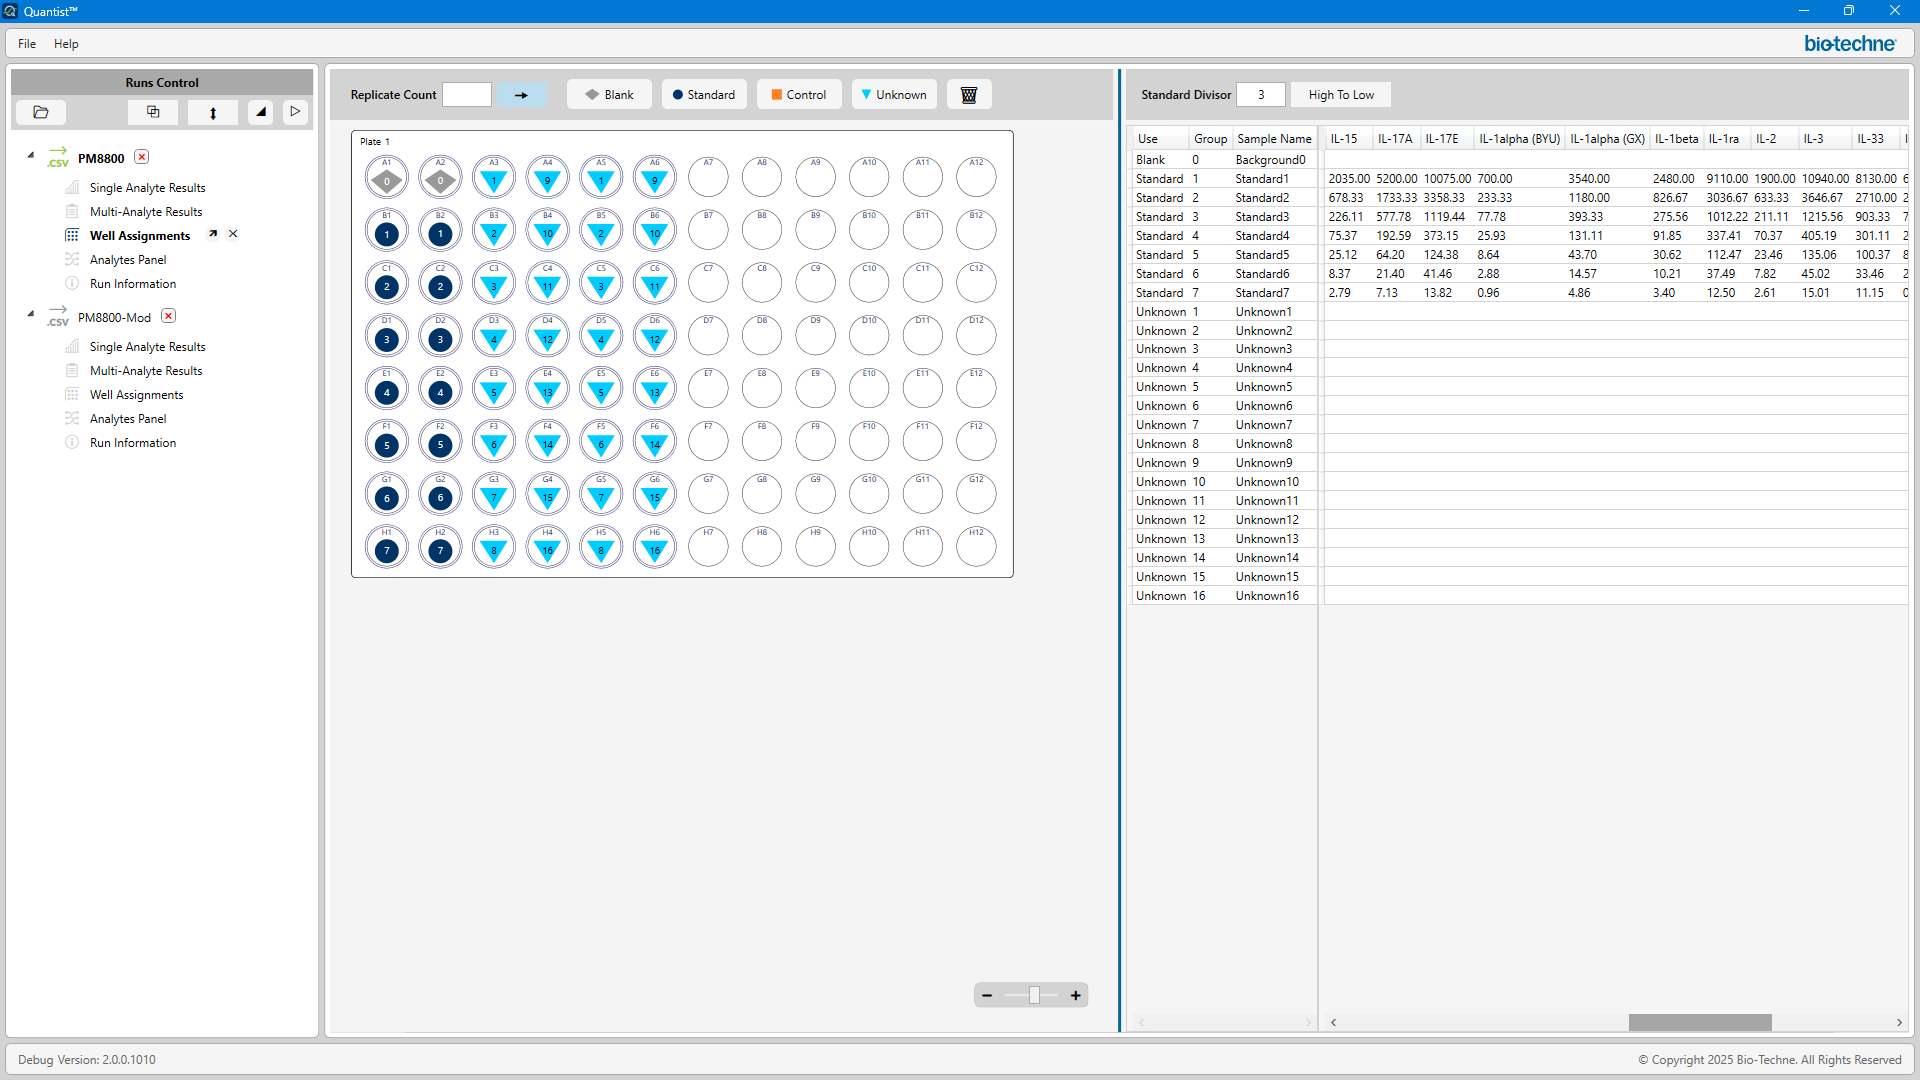 Quantist™
File Help
bio-techne
Runs Control
.CSV PM8800
Single Analyte Results
Multi-Analyte Results
Well Assignments
Analytes Panel
Run Information
.CSV PM8800-Mod
Single Analyte Results
Multi-Analyte Results
Well Assignments
Analytes Panel
Run Information
Replicate Count Blank Standard Control Unknown
Plate 1
A1 A2 A3 A4 A5 A6 A7 A8 A9 A10 A11 A12
0 0 1 9 1 9
B1 B2 B3 B4 B5 B6 B7 B8 B9 B10 B11 B12
1 1 2 10 2 10
C1 C2 C3 C4 C5 C6 C7 C8 C9 C10 C11 C12
2 2 3 11 3 11
D1 D2 D3 D4 D5 D6 D7 D8 D9 D10 D11 D12
3 3 4 12 4 12
E1 E2 E3 E4 E5 E6 E7 E8 E9 E10 E11 E12
4 4 5 13 5 13
F1 F2 F3 F4 F5 F6 F7 F8 F9 F10 F11 F12
5 5 6 14 6 14
G1 G2 G3 G4 G5 G6 G7 G8 G9 G10 G11 G12
6 6 7 15 7 15
H1 H2 H3 H4 H5 H6 H7 H8 H9 H10 H11 H12
7 7 8 16 8 16
Standard Divisor 3 High To Low
Use Group Sample Name IL-15 IL-17A IL-17E IL-1alpha (BYU) IL-1alpha (GX) IL-1beta IL-1ra IL-2 IL-3 IL-33
Blank 0 Background0
Standard 1 Standard1 2035.00 5200.00 10075.00 700.00 3540.00 2480.00 9110.00 1900.00 10940.00 8130.00
Standard 2 Standard2 678.33 1733.33 3358.33 233.33 1180.00 826.67 3036.67 633.33 3646.67 2710.00
Standard 3 Standard3 226.11 577.78 1119.44 77.78 393.33 275.56 1012.22 211.11 1215.56 903.33
Standard 4 Standard4 75.37 192.59 373.15 25.93 131.11 91.85 337.41 70.37 405.19 301.11
Standard 5 Standard5 25.12 64.20 124.38 8.64 43.70 30.62 112.47 23.46 135.06 100.37
Standard 6 Standard6 8.37 21.40 41.46 2.88 14.57 10.21 37.49 7.82 45.02 33.46
Standard 7 Standard7 2.79 7.13 13.82 0.96 4.86 3.40 12.50 2.61 15.01 11.15
Unknown 1 Unknown1
Unknown 2 Unknown2
Unknown 3 Unknown3
Unknown 4 Unknown4
Unknown 5 Unknown5
Unknown 6 Unknown6
Unknown 7 Unknown7
Unknown 8 Unknown8
Unknown 9 Unknown9
Unknown 10 Unknown10
Unknown 11 Unknown11
Unknown 12 Unknown12
Unknown 13 Unknown13
Unknown 14 Unknown14
Unknown 15 Unknown15
Unknown 16 Unknown16
Debug Version: 2.0.0.1010
© Copyright 2025 Bio-Techne. All Rights Reserved